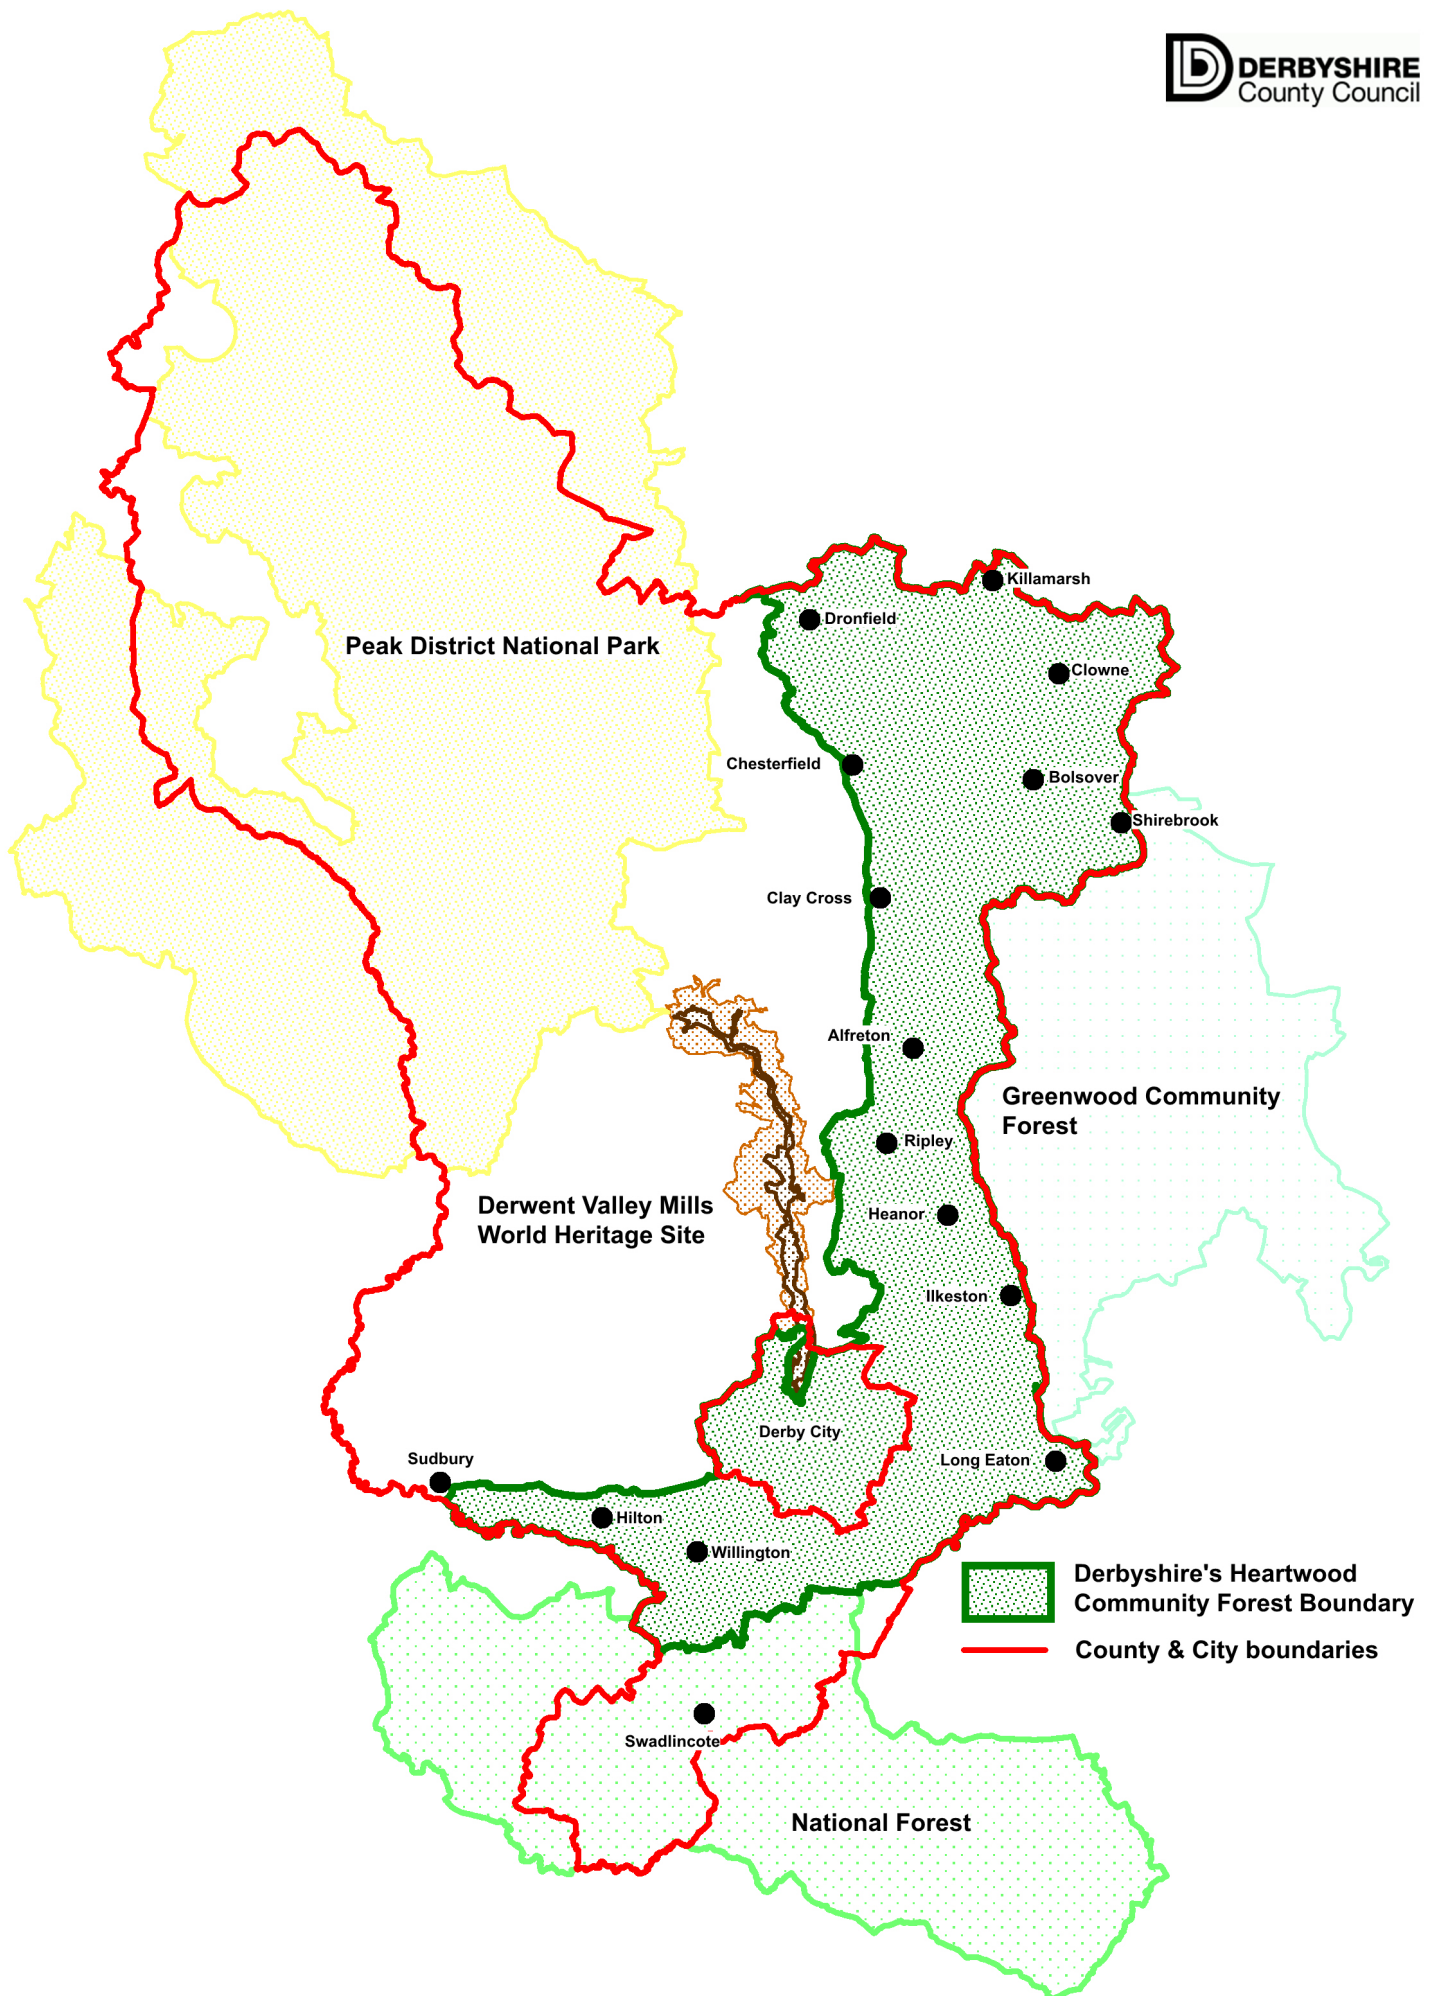 DERBYSHIRE
County Council
Killamarsh
Dronfield
Peak District National Park
Clowne
Chesterfield
Bolsover
Shirebrook
Clay Cross
Alfreton
Greenwood Community
Forest
Ripley
Derwent Valley Mills
World Heritage Site
Heanor
Ilkeston
Derby City
Sudbury
Long Eaton
Hilton
Willington
Derbyshire's Heartwood
Community Forest Boundary
County & City boundaries
Swadlincote
National Forest